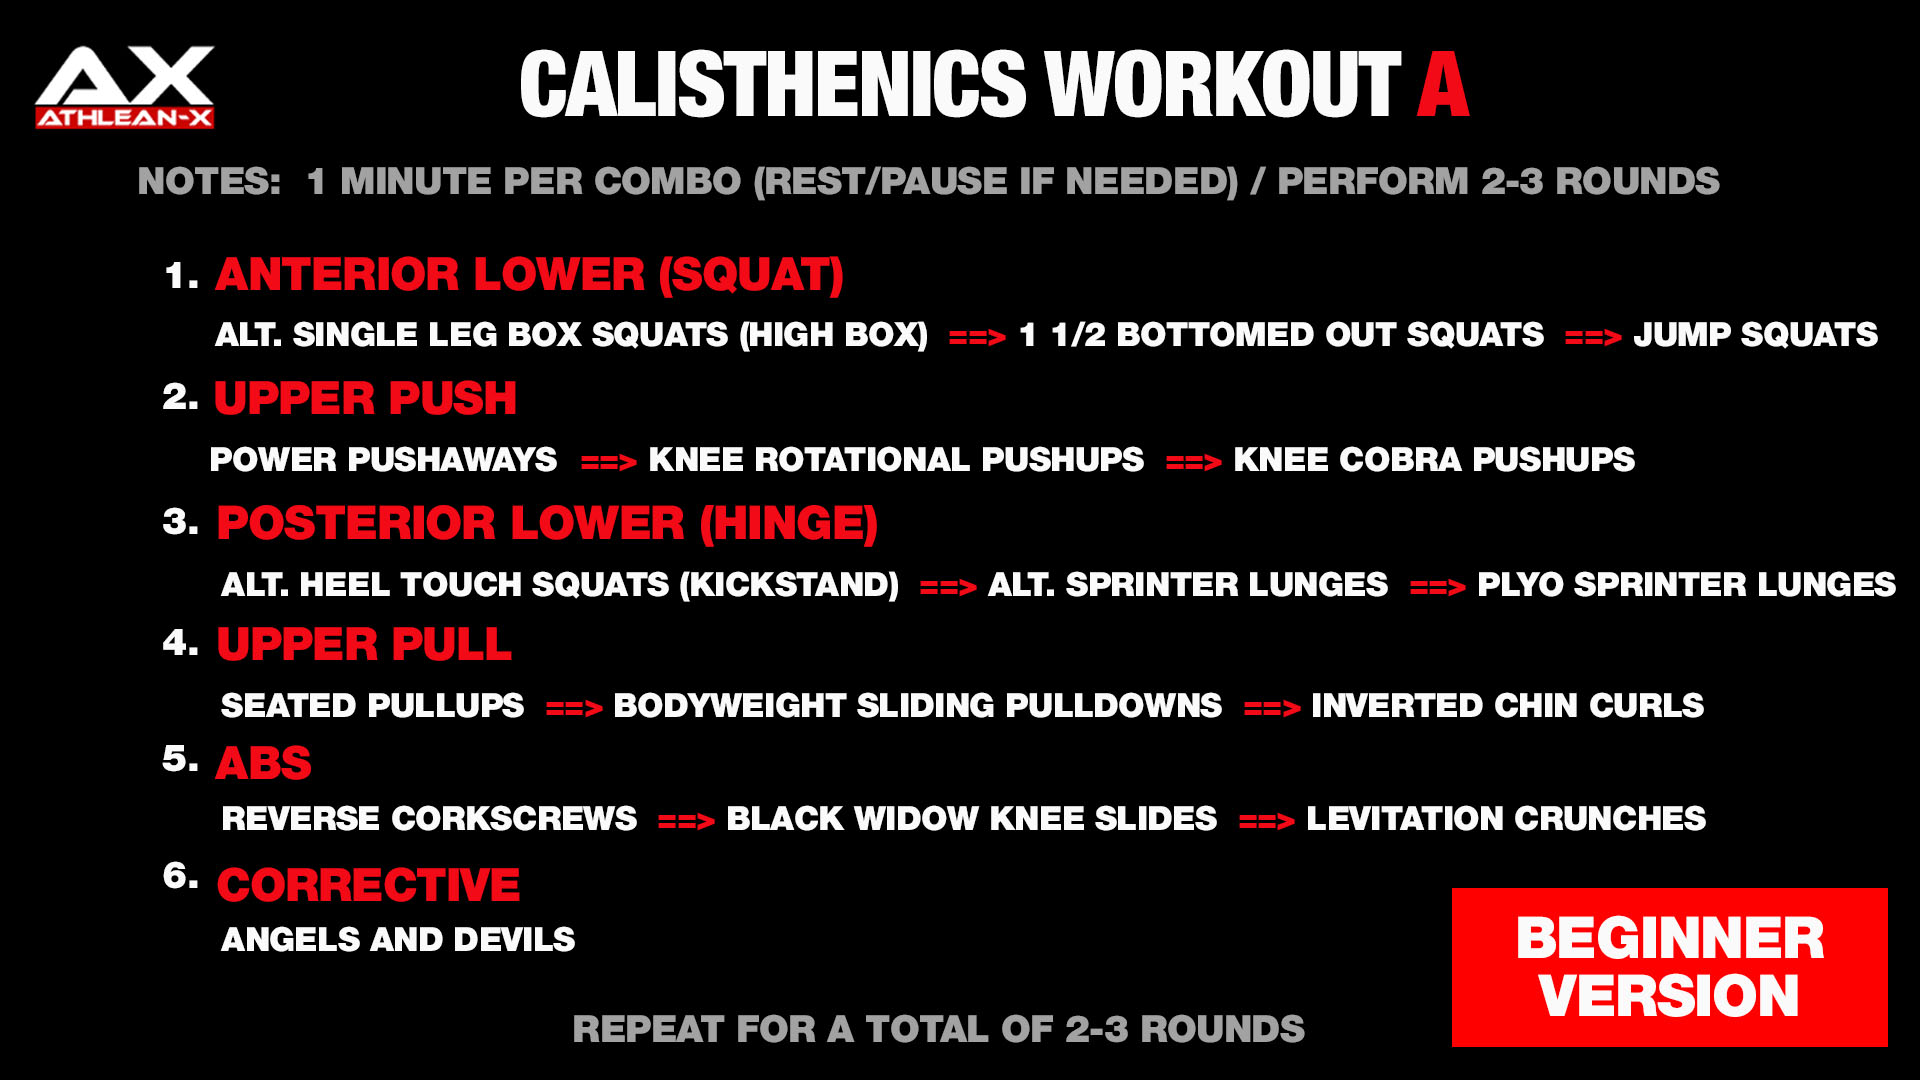 AX
ATHLEAN-X
CALISTHENICS WORKOUT A
NOTES: 1 MINUTE PER COMBO (REST/PAUSE IF NEEDED) / PERFORM 2-3 ROUNDS
1. ANTERIOR LOWER (SQUAT)
ALT. SINGLE LEG BOX SQUATS (HIGH BOX) ==> 1 1/2 BOTTOMED OUT SQUATS ==> JUMP SQUATS
2. UPPER PUSH
POWER PUSHAWAYS ==> KNEE ROTATIONAL PUSHUPS ==> KNEE COBRA PUSHUPS
3. POSTERIOR LOWER (HINGE)
ALT. HEEL TOUCH SQUATS (KICKSTAND) ==> ALT. SPRINTER LUNGES ==> PLYO SPRINTER LUNGES
4. UPPER PULL
SEATED PULLUPS ==> BODYWEIGHT SLIDING PULLDOWNS ==> INVERTED CHIN CURLS
5. ABS
REVERSE CORKSCREWS ==> BLACK WIDOW KNEE SLIDES ==> LEVITATION CRUNCHES
6. CORRECTIVE
ANGELS AND DEVILS
BEGINNER
VERSION
REPEAT FOR A TOTAL OF 2-3 ROUNDS